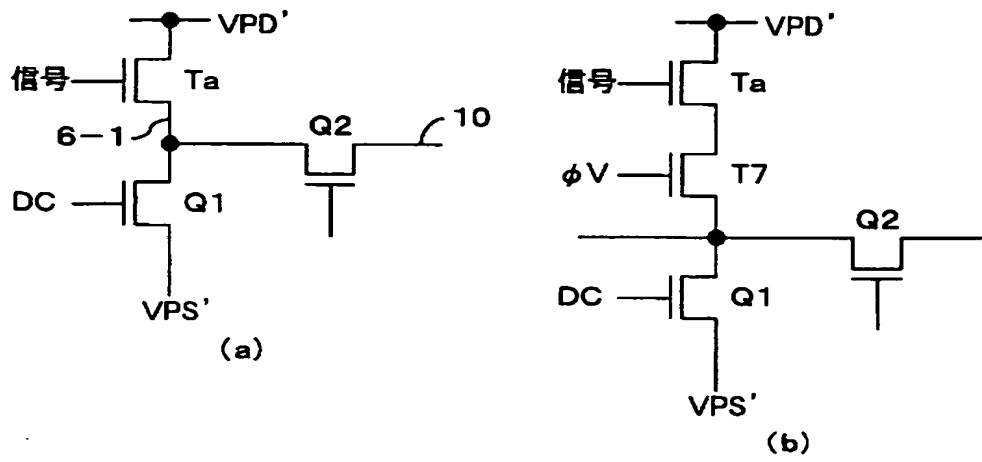 VPD'
信号
Ta
6-1
Q2
10
DC
Q1
VPS'
(a)
VPD'
信号
Ta
φV
T7
Q2
DC
Q1
VPS'
(b)